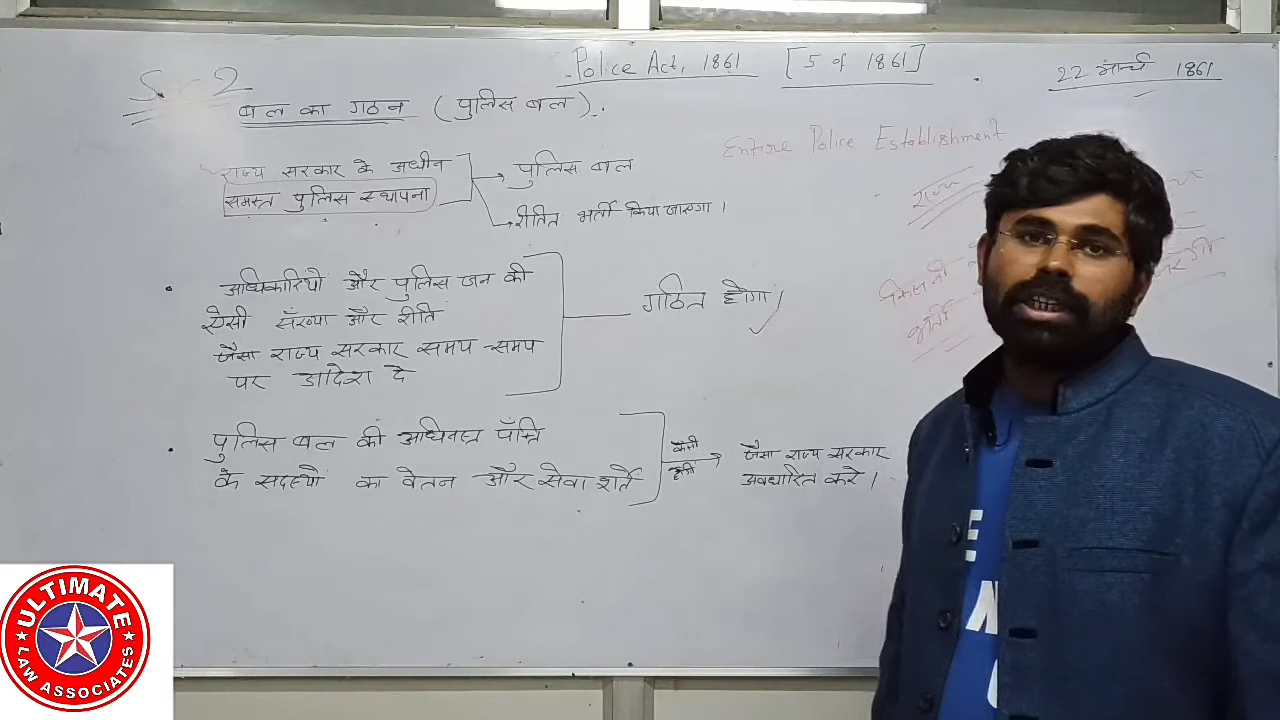 Police Act, 1861 [5 of 1861]
22 मार्च 1861
S. 2
बल का गठन (पुलिस बल).
Entire Police Establishment
राज्य सरकार के अधीन
समस्त पुलिस स्थापना
पुलिस बल
रीतित भर्ती किया जाएगा।
राज्य
भर्ती
अधिकारियों और पुलिस जन की
ऐसी संख्या और रीति
जैसा राज्य सरकार समय-समय
पर आदेश दे
गठित होगा
पुलिस बल की अधिनस्त पंक्ति
के सदस्यों का वेतन और सेवा शर्ते
जैसा राज्य सरकार
अवधारित करे।
ULTIMATE
LAW ASSOCIATES